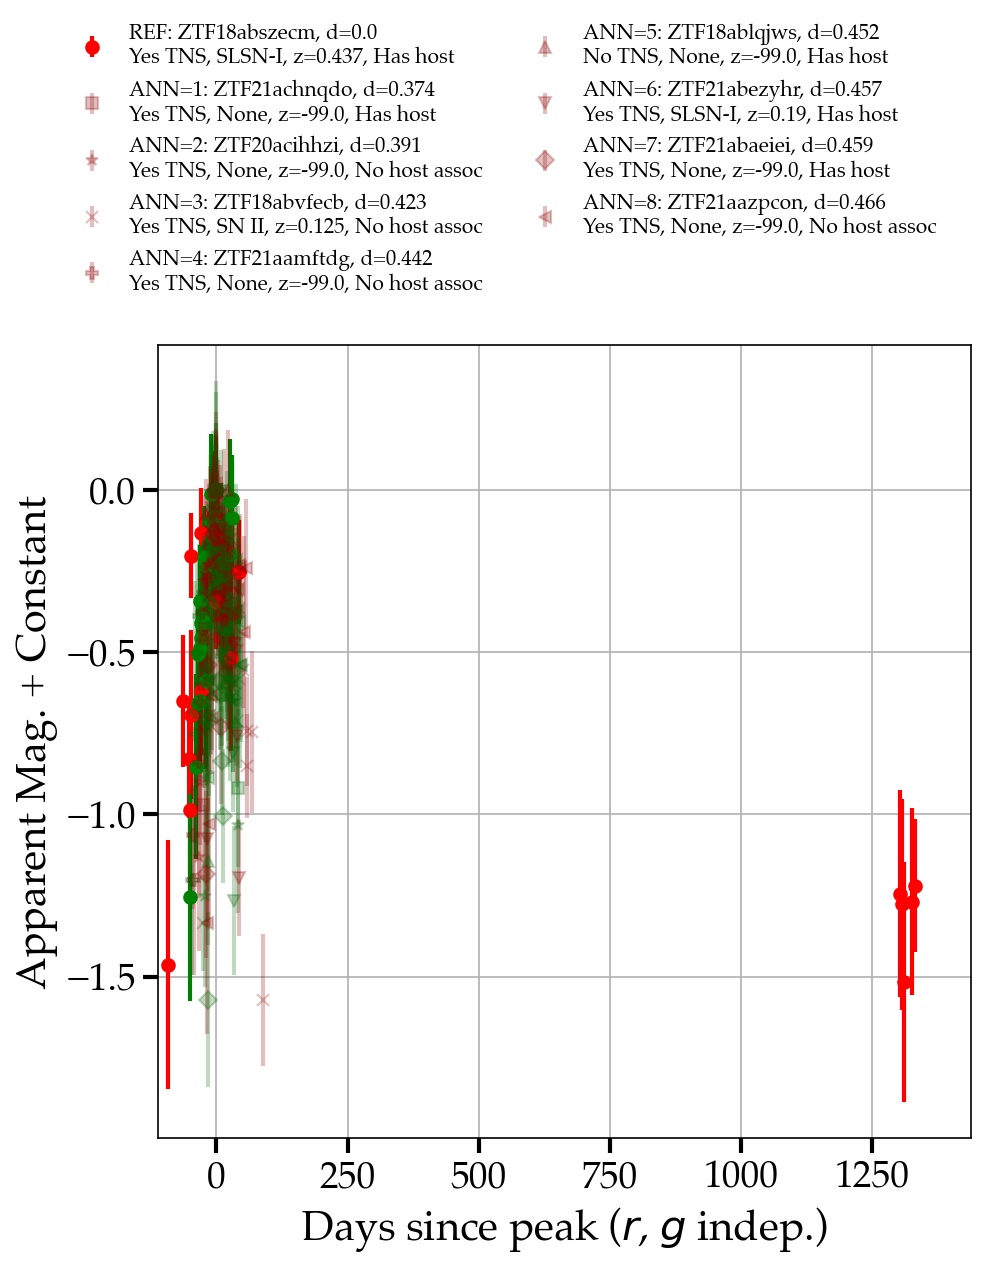 REF: ZTF18abszecm, d=0.0
Yes TNS, SLSN-I, z=0.437, Has host
ANN=1: ZTF21achnqdo, d=0.374
Yes TNS, None, z=-99.0, Has host
ANN=2: ZTF20acihhzi, d=0.391
Yes TNS, None, z=-99.0, No host assoc
ANN=3: ZTF18abvfecb, d=0.423
Yes TNS, SN II, z=0.125, No host assoc
ANN=4: ZTF21aamftdg, d=0.442
Yes TNS, None, z=-99.0, No host assoc
ANN=5: ZTF18ablqjws, d=0.452
No TNS, None, z=-99.0, Has host
ANN=6: ZTF21abezyhr, d=0.457
Yes TNS, SLSN-I, z=0.19, Has host
ANN=7: ZTF21abaeiei, d=0.459
Yes TNS, None, z=-99.0, Has host
ANN=8: ZTF21aazpcon, d=0.466
Yes TNS, None, z=-99.0, No host assoc
Apparent Mag. + Constant
0.0
−0.5
−1.0
−1.5
0 250 500 750 1000 1250
Days since peak (r, g indep.)